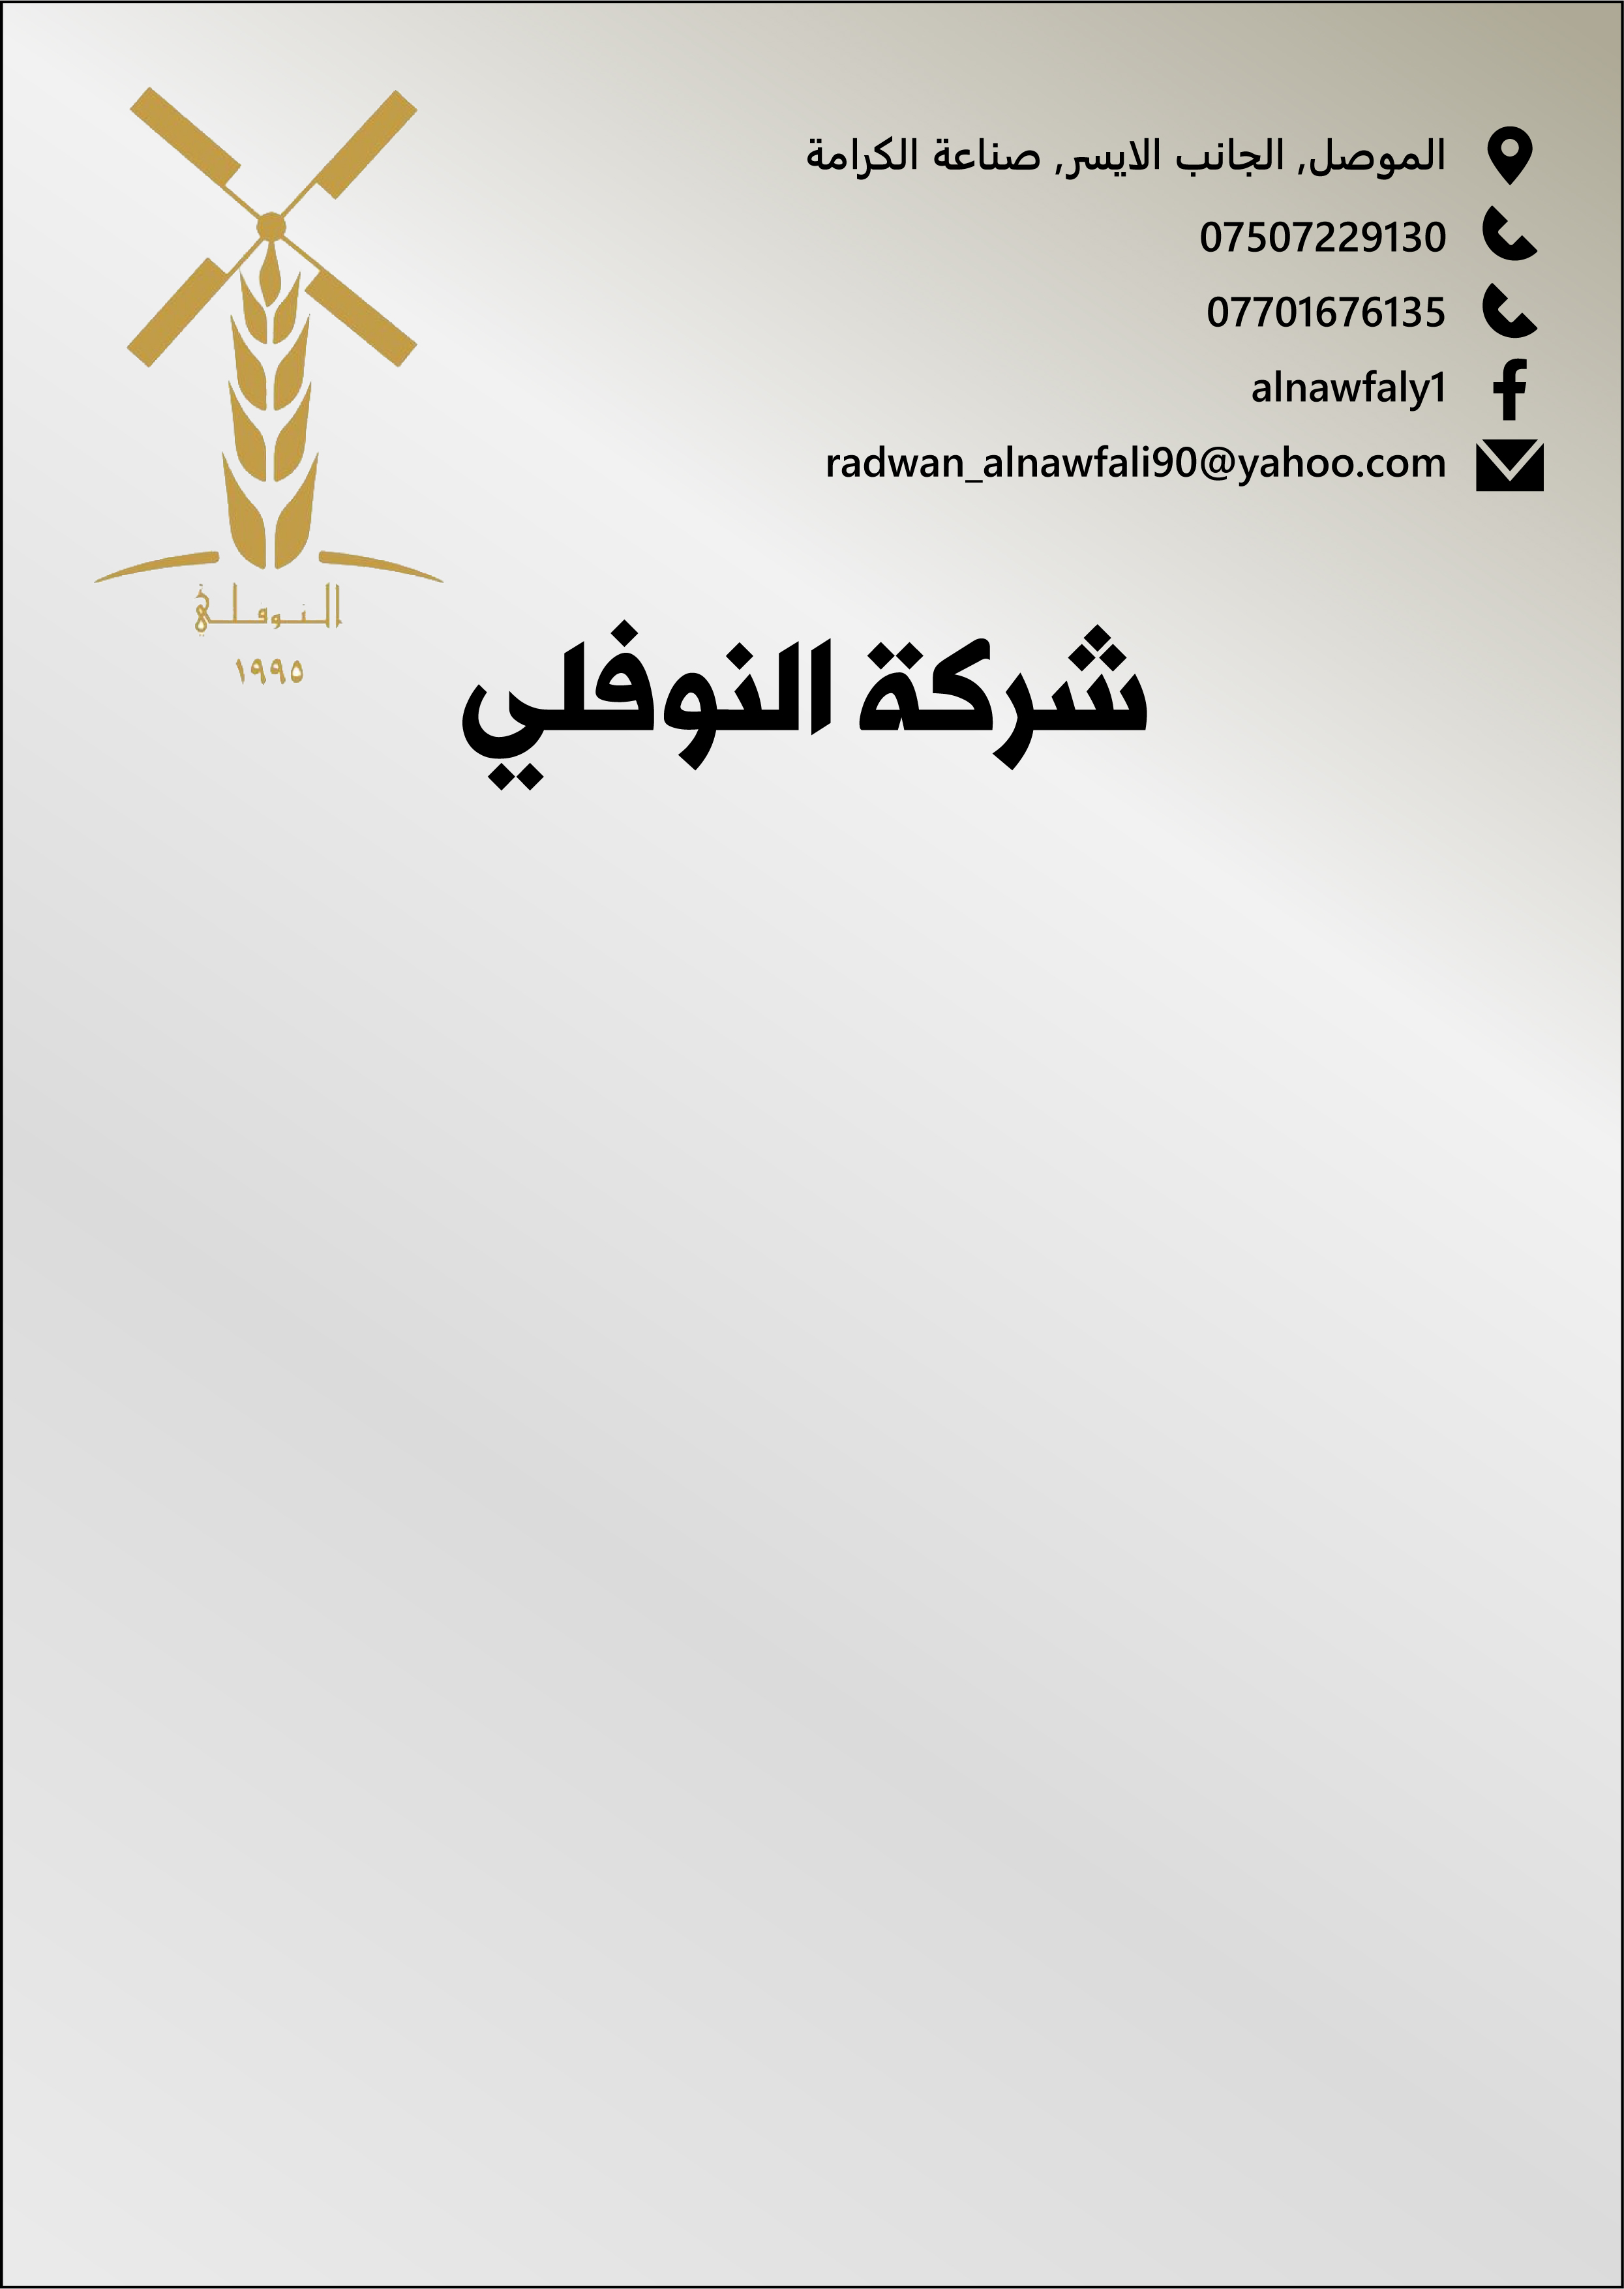 الموصل, الجانب الايسر, صناعة الكرامة
07507229130
07701676135
alnawfaly1
radwan_alnawfali90@yahoo.com
النوفلي
١٩٩٥
شركة النوفلي